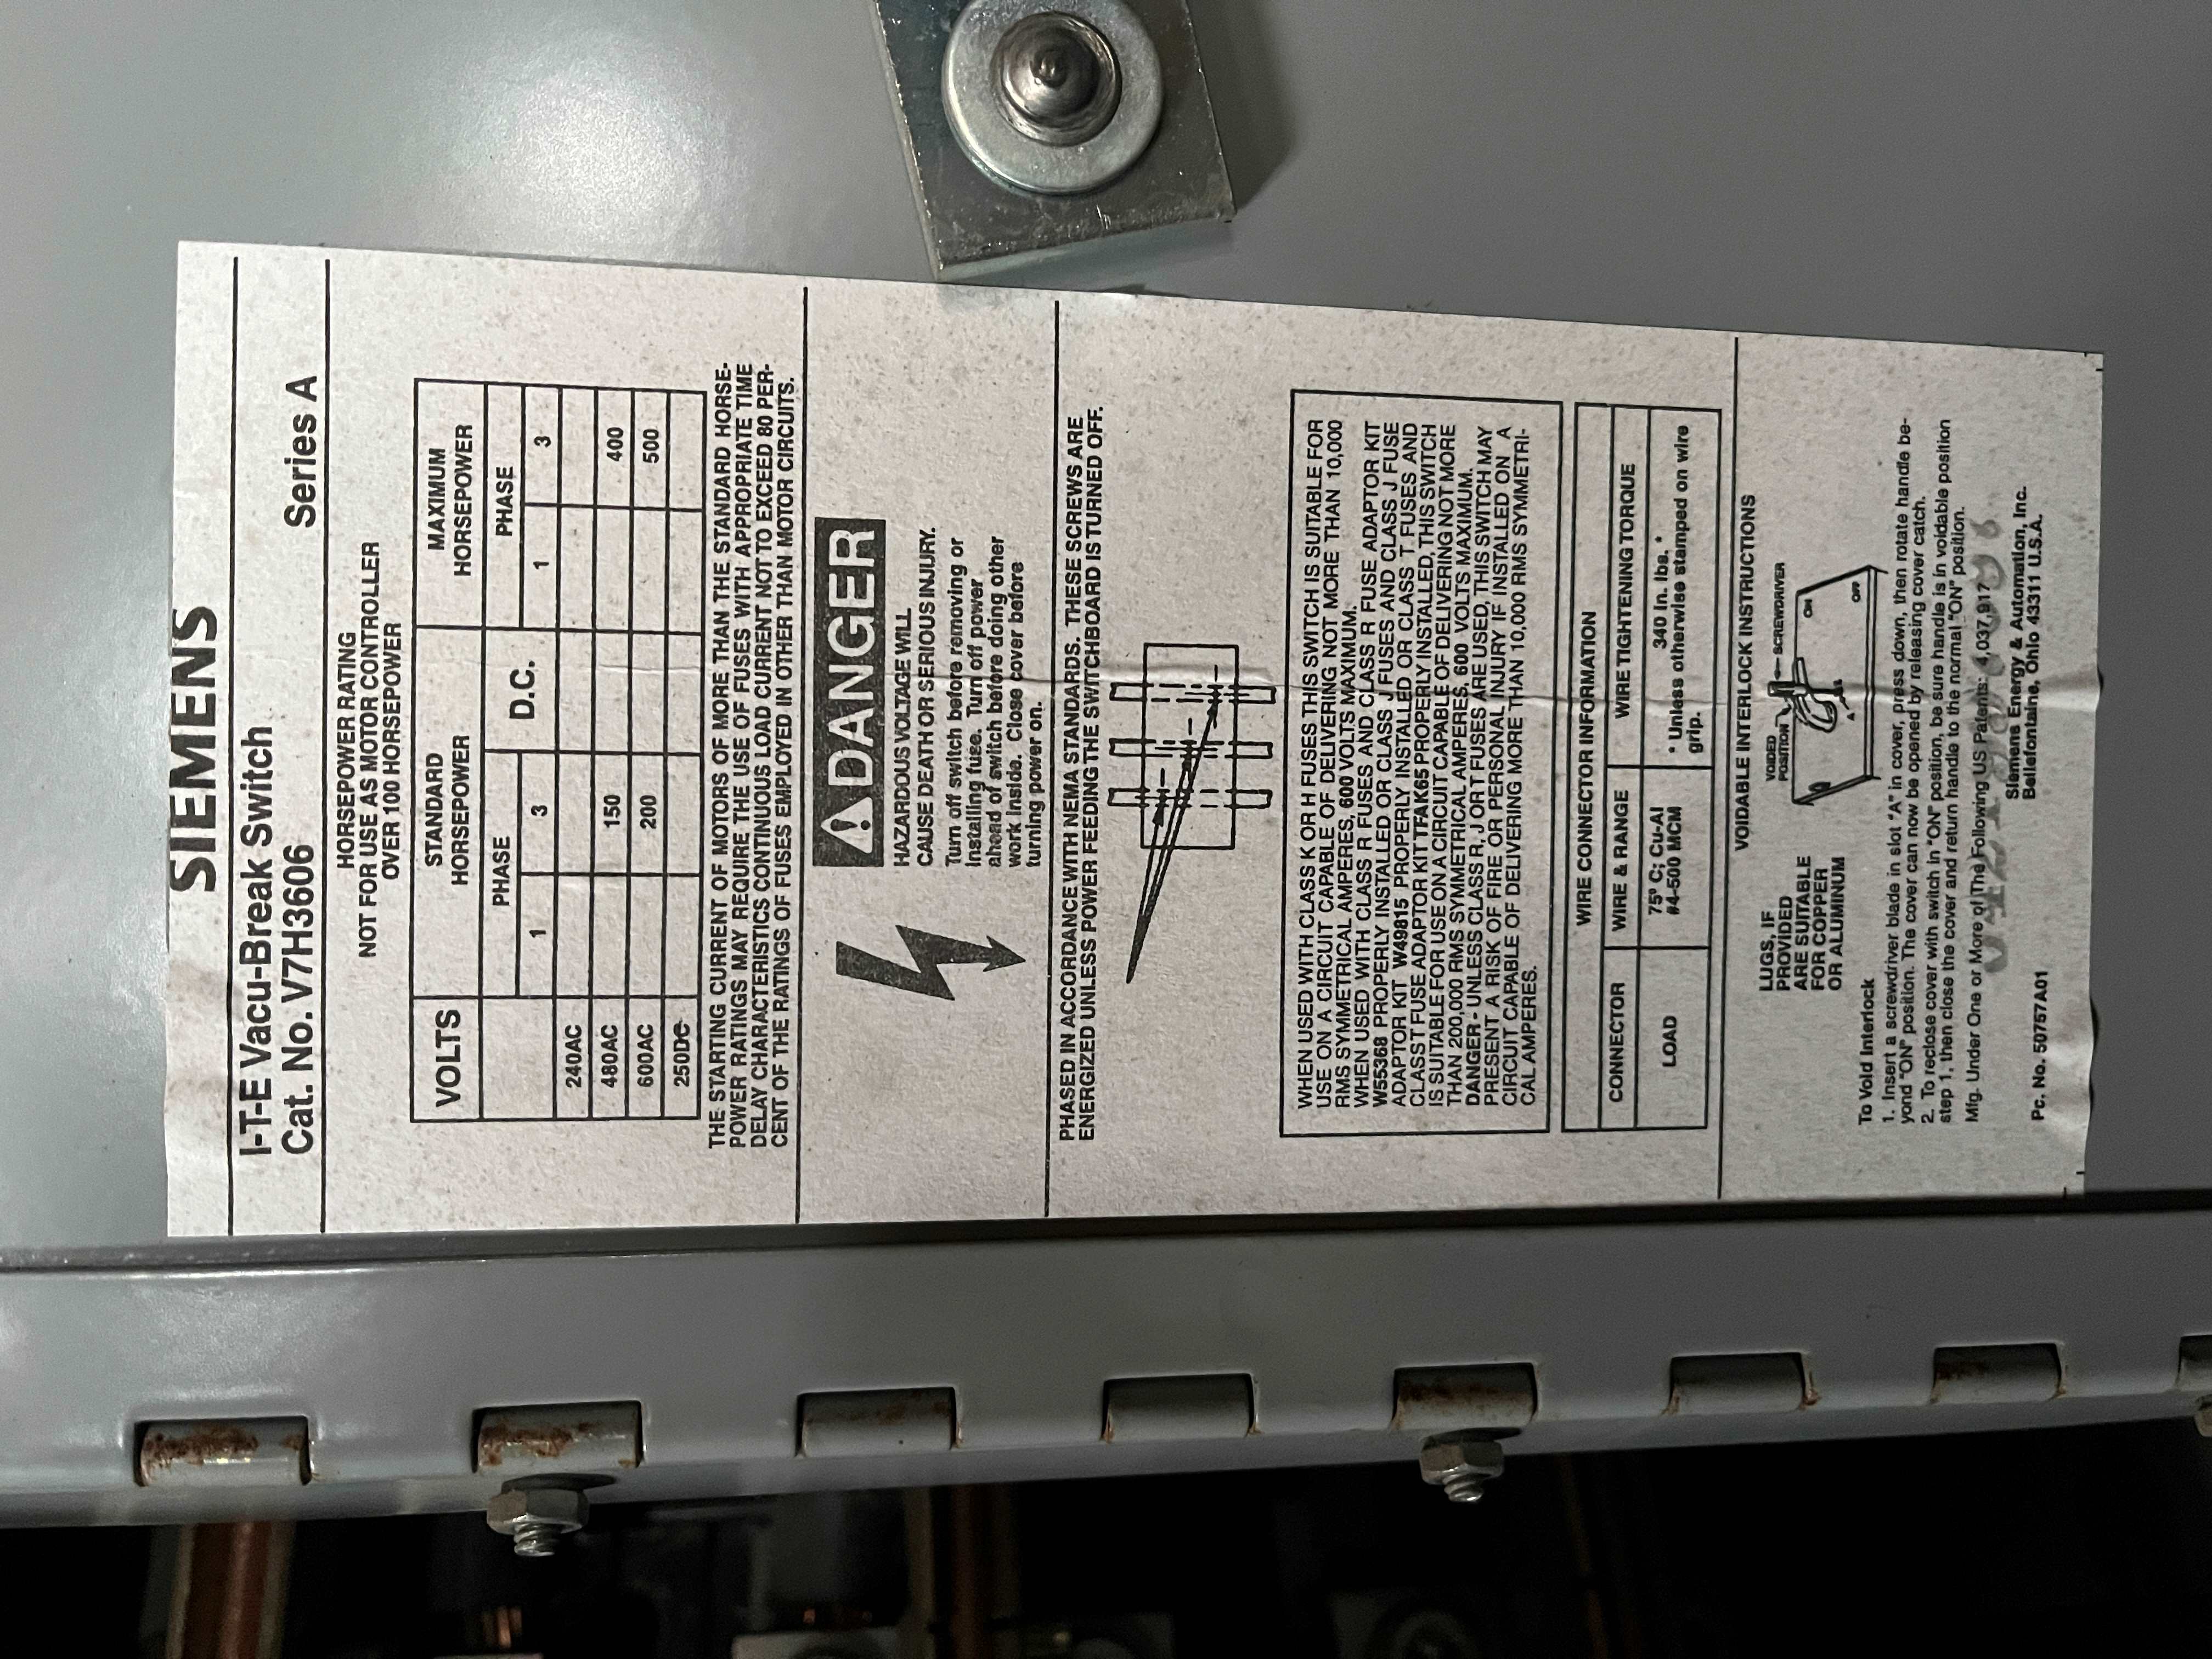 SIEMENS
I-T-E Vacu-Break Switch
Cat. No. V7H3606 Series A
HORSEPOWER RATING
NOT FOR USE AS MOTOR CONTROLLER
OVER 100 HORSEPOWER
VOLTS STANDARD HORSEPOWER MAXIMUM HORSEPOWER
PHASE D.C. PHASE
1 3 1 3
240AC
480AC 150 400
600AC 200 500
250DC
THE STARTING CURRENT OF MOTORS OF MORE THAN THE STANDARD HORSE-
POWER RATINGS MAY REQUIRE THE USE OF FUSES WITH APPROPRIATE TIME
DELAY CHARACTERISTICS CONTINUOUS LOAD CURRENT NOT TO EXCEED 80 PER-
CENT OF THE RATINGS OF FUSES EMPLOYED IN OTHER THAN MOTOR CIRCUITS.
DANGER
HAZARDOUS VOLTAGE WILL
CAUSE DEATH OR SERIOUS INJURY.
Turn off switch before removing or
installing fuse. Turn off power
ahead of switch before doing other
work inside. Close cover before
turning power on.
PHASED IN ACCORDANCE WITH NEMA STANDARDS. THESE SCREWS ARE
ENERGIZED UNLESS POWER FEEDING THE SWITCHBOARD IS TURNED OFF.
WHEN USED WITH CLASS K OR H FUSES THIS SWITCH IS SUITABLE FOR
USE ON A CIRCUIT CAPABLE OF DELIVERING NOT MORE THAN 10,000
RMS SYMMETRICAL AMPERES, 600 VOLTS MAXIMUM.
WHEN USED WITH CLASS R FUSES AND CLASS R FUSE ADAPTOR KIT
W55368 PROPERLY INSTALLED OR CLASS J FUSES AND CLASS J FUSE
ADAPTOR KIT W49815 PROPERLY INSTALLED OR CLASS T FUSES AND
CLASS T FUSE ADAPTOR KIT TFAK65 PROPERLY INSTALLED, THIS SWITCH
IS SUITABLE FOR USE ON A CIRCUIT CAPABLE OF DELIVERING NOT MORE
THAN 200,000 RMS SYMMETRICAL AMPERES, 600 VOLTS MAXIMUM.
DANGER - UNLESS CLASS R, J OR T FUSES ARE USED, THIS SWITCH MAY
PRESENT A RISK OF FIRE OR PERSONAL INJURY IF INSTALLED ON A
CIRCUIT CAPABLE OF DELIVERING MORE THAN 10,000 RMS SYMMETRI-
CAL AMPERES.
WIRE CONNECTOR INFORMATION
CONNECTOR WIRE & RANGE WIRE TIGHTENING TORQUE
LOAD 75° C; Cu-Al #4-500 MCM 340 In. lbs. *
* Unless otherwise stamped on wire
grip.
VOIDABLE INTERLOCK INSTRUCTIONS
LUGS, IF
PROVIDED
ARE SUITABLE
FOR COPPER
OR ALUMINUM
VOIDED
POSITION
SCREWDRIVER
ON
OFF
A
To Void Interlock
1. Insert a screwdriver blade in slot "A" in cover, press down, then rotate handle be-
yond "ON" position. The cover can now be opened by releasing cover catch.
2. To reclose cover with switch in "ON" position, be sure handle is in voidable position
step 1, then close the cover and return handle to the normal "ON" position.
Mfg. Under One or More of The Following US Patents: 4,037,917
Siemens Energy & Automation, Inc.
Pc. No. 50757A01 Bellefontaine, Ohio 43311 U.S.A.